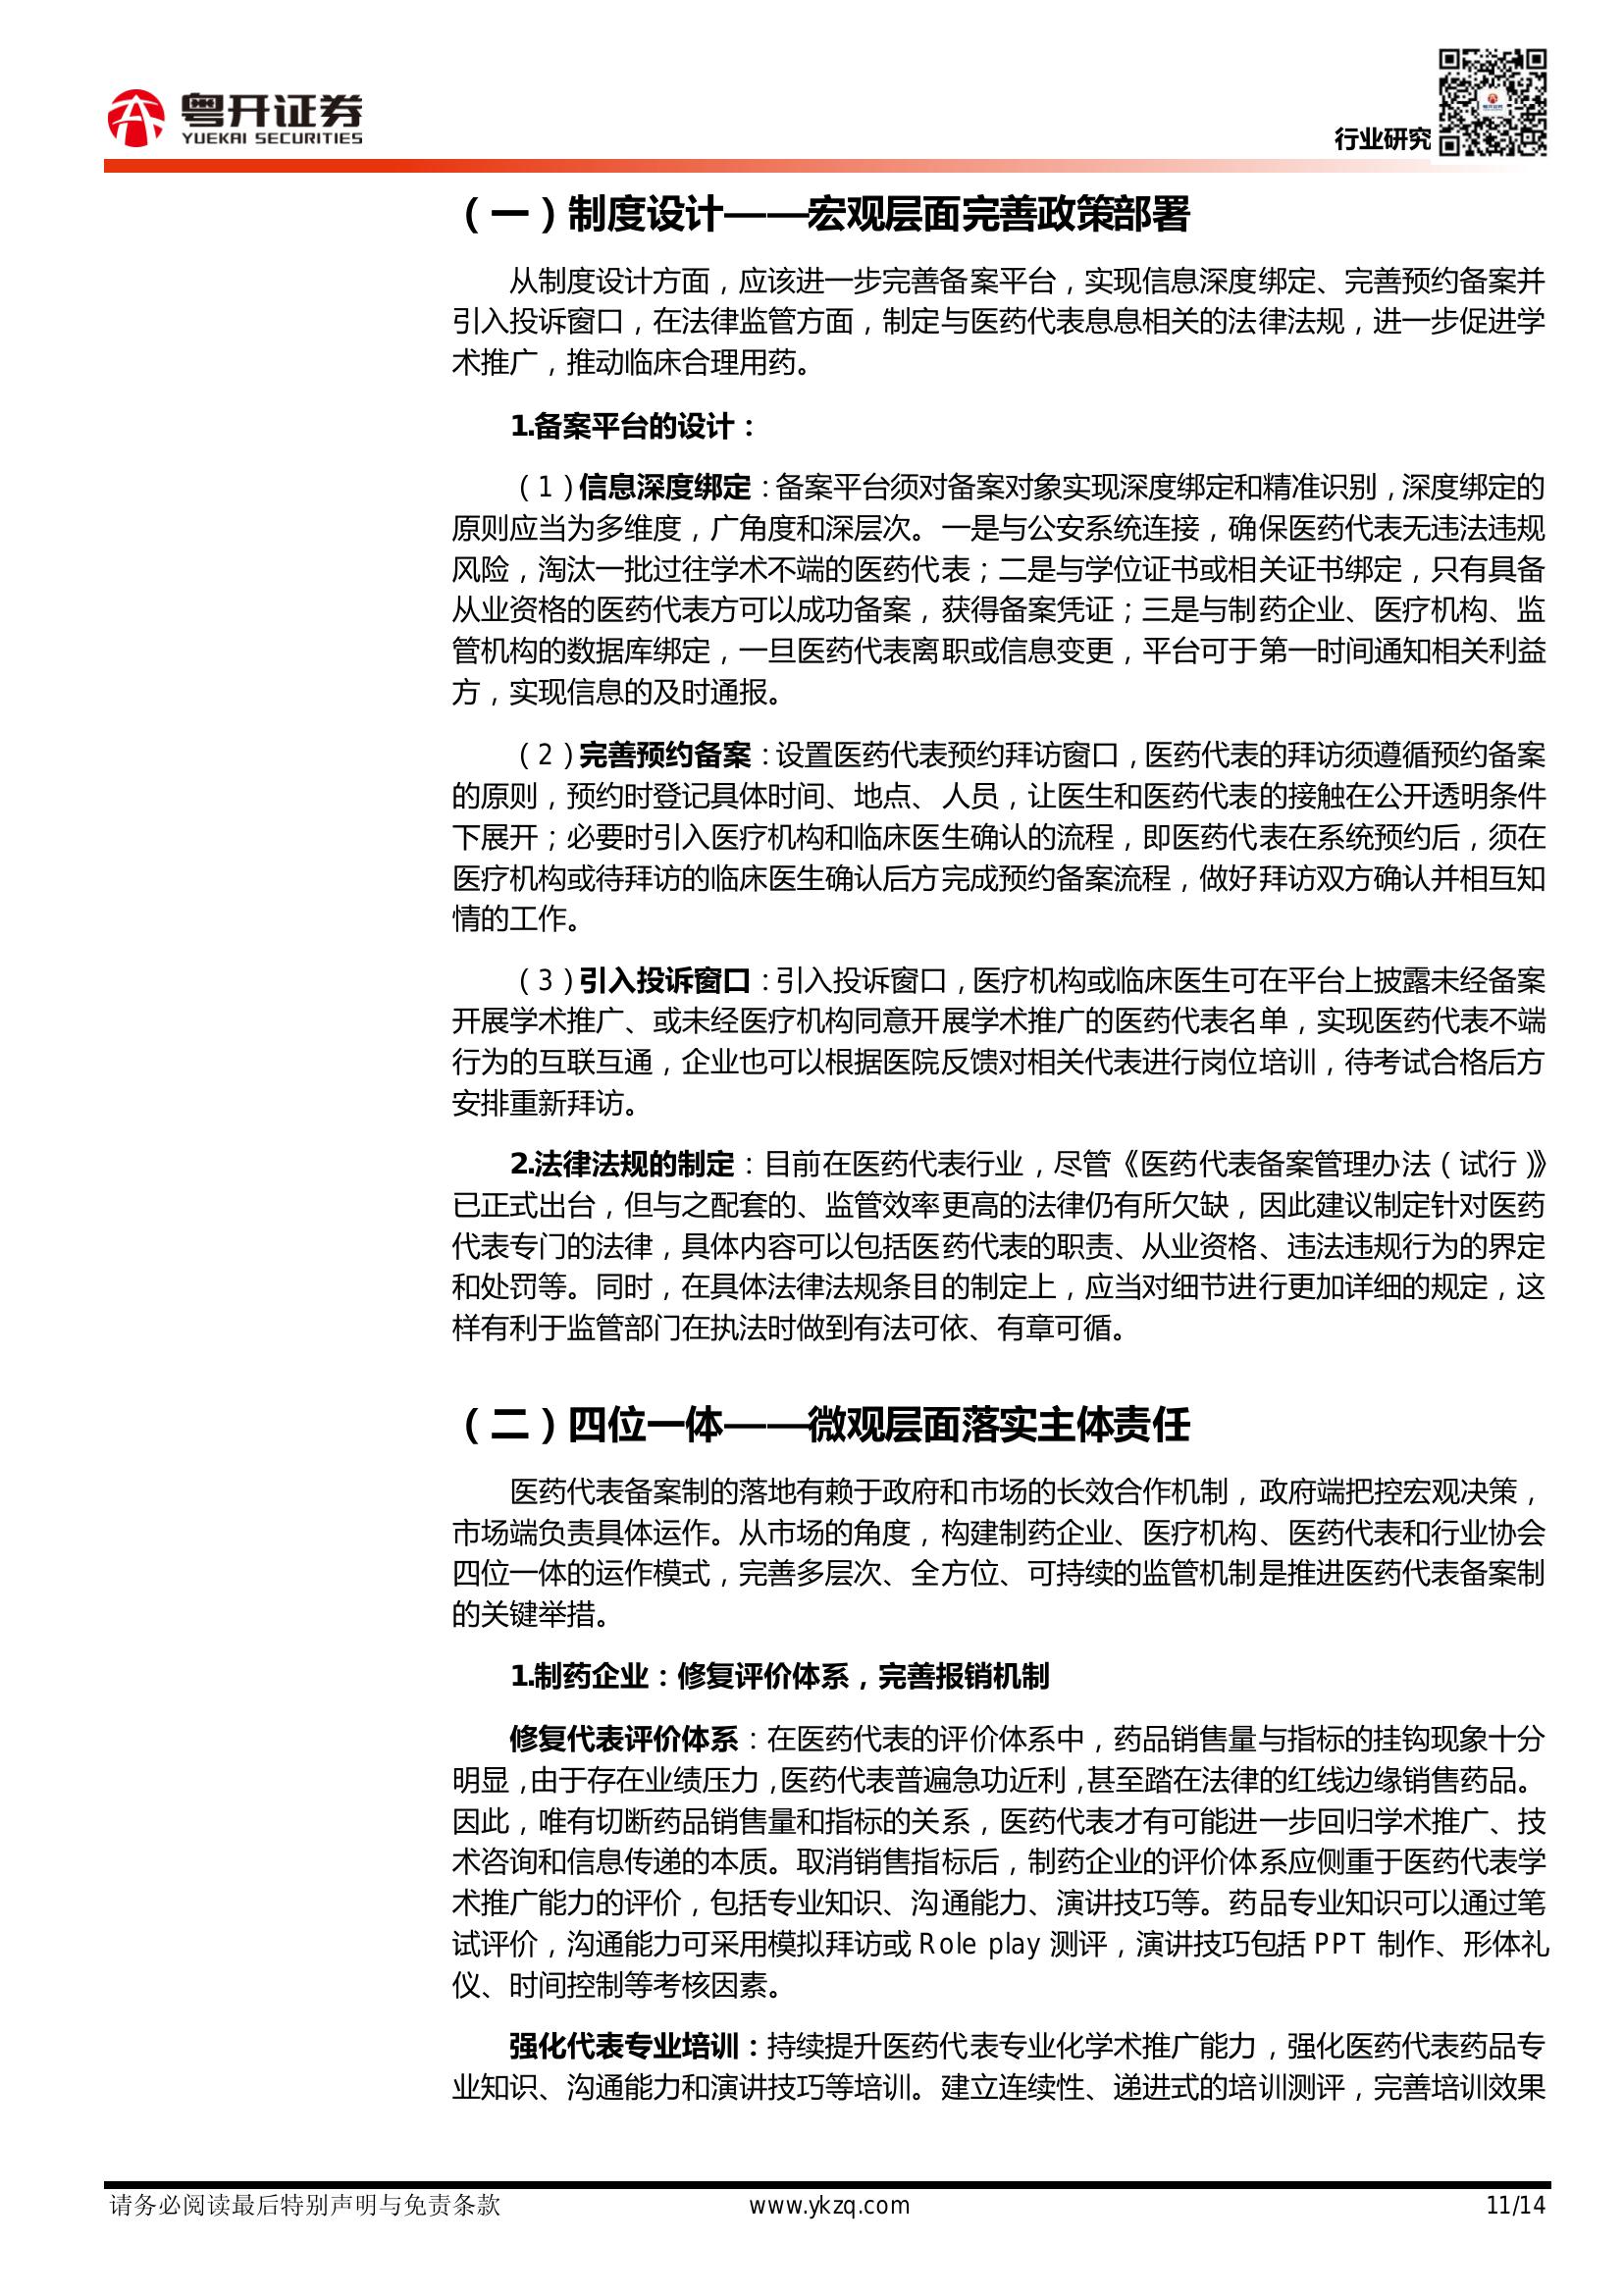 粤开证券
YUEKAI SECURITIES
行业研究
（一）制度设计——宏观层面完善政策部署
从制度设计方面，应该进一步完善备案平台，实现信息深度绑定、完善预约备案并
引入投诉窗口，在法律监管方面，制定与医药代表息息相关的法律法规，进一步促进学
术推广，推动临床合理用药。
1.备案平台的设计：
（1）信息深度绑定：备案平台须对备案对象实现深度绑定和精准识别，深度绑定的
原则应当为多维度，广角度和深层次。一是与公安系统连接，确保医药代表无违法违规
风险，淘汰一批过往学术不端的医药代表；二是与学位证书或相关证书绑定，只有具备
从业资格的医药代表方可以成功备案，获得备案凭证；三是与制药企业、医疗机构、监
管机构的数据库绑定，一旦医药代表离职或信息变更，平台可于第一时间通知相关利益
方，实现信息的及时通报。
（2）完善预约备案：设置医药代表预约拜访窗口，医药代表的拜访须遵循预约备案
的原则，预约时登记具体时间、地点、人员，让医生和医药代表的接触在公开透明条件
下展开；必要时引入医疗机构和临床医生确认的流程，即医药代表在系统预约后，须在
医疗机构或待拜访的临床医生确认后方完成预约备案流程，做好拜访双方确认并相互知
情的工作。
（3）引入投诉窗口：引入投诉窗口，医疗机构或临床医生可在平台上披露未经备案
开展学术推广、或未经医疗机构同意开展学术推广的医药代表名单，实现医药代表不端
行为的互联互通，企业也可以根据医院反馈对相关代表进行岗位培训，待考试合格后方
安排重新拜访。
2.法律法规的制定：目前在医药代表行业，尽管《医药代表备案管理办法（试行）》
已正式出台，但与之配套的、监管效率更高的法律仍有所欠缺，因此建议制定针对医药
代表专门的法律，具体内容可以包括医药代表的职责、从业资格、违法违规行为的界定
和处罚等。同时，在具体法律法规条目的制定上，应当对细节进行更加详细的规定，这
样有利于监管部门在执法时做到有法可依、有章可循。
（二）四位一体——微观层面落实主体责任
医药代表备案制的落地有赖于政府和市场的长效合作机制，政府端把控宏观决策，
市场端负责具体运作。从市场的角度，构建制药企业、医疗机构、医药代表和行业协会
四位一体的运作模式，完善多层次、全方位、可持续的监管机制是推进医药代表备案制
的关键举措。
1.制药企业：修复评价体系，完善报销机制
修复代表评价体系：在医药代表的评价体系中，药品销售量与指标的挂钩现象十分
明显，由于存在业绩压力，医药代表普遍急功近利，甚至踏在法律的红线边缘销售药品。
因此，唯有切断药品销售量和指标的关系，医药代表才有可能进一步回归学术推广、技
术咨询和信息传递的本质。取消销售指标后，制药企业的评价体系应侧重于医药代表学
术推广能力的评价，包括专业知识、沟通能力、演讲技巧等。药品专业知识可以通过笔
试评价，沟通能力可采用模拟拜访或 Role play 测评，演讲技巧包括 PPT 制作、形体礼
仪、时间控制等考核因素。
强化代表专业培训：持续提升医药代表专业化学术推广能力，强化医药代表药品专
业知识、沟通能力和演讲技巧等培训。建立连续性、递进式的培训测评，完善培训效果
请务必阅读最后特别声明与免责条款
www.ykzq.com
11/14